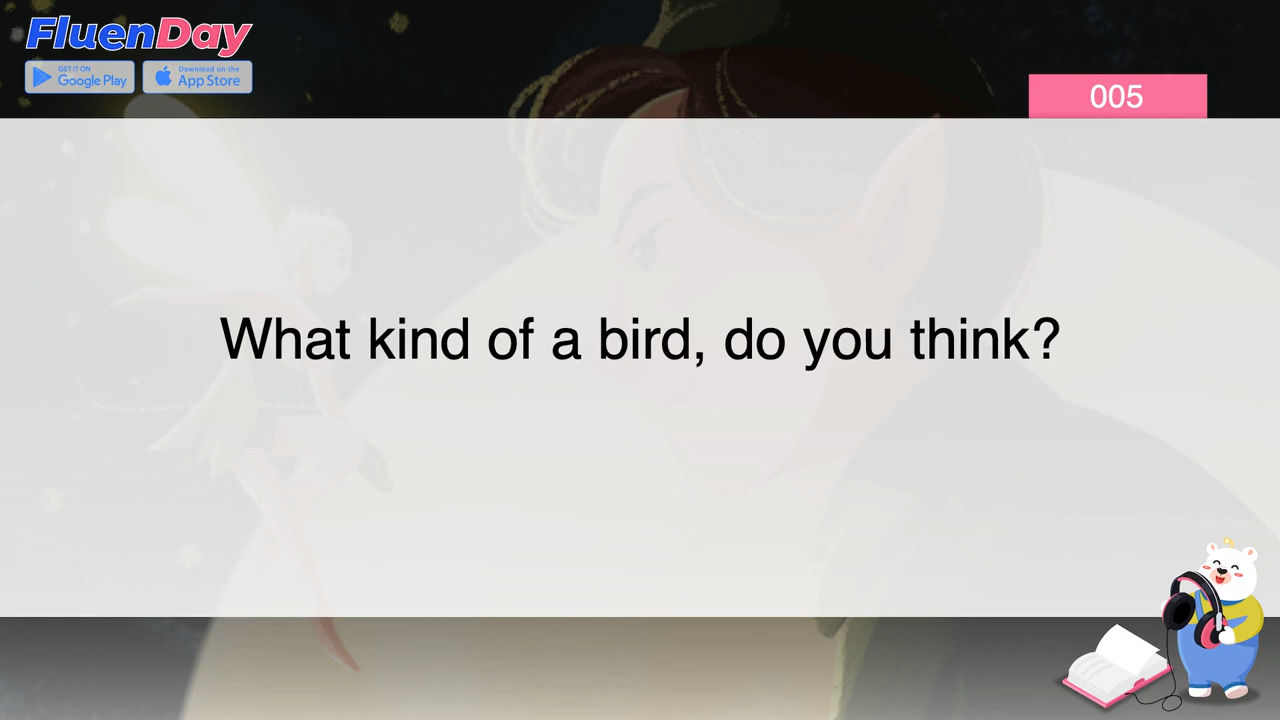 FluenDay
GET IT ON
Google Play
Download on the
App Store
005
What kind of a bird, do you think?